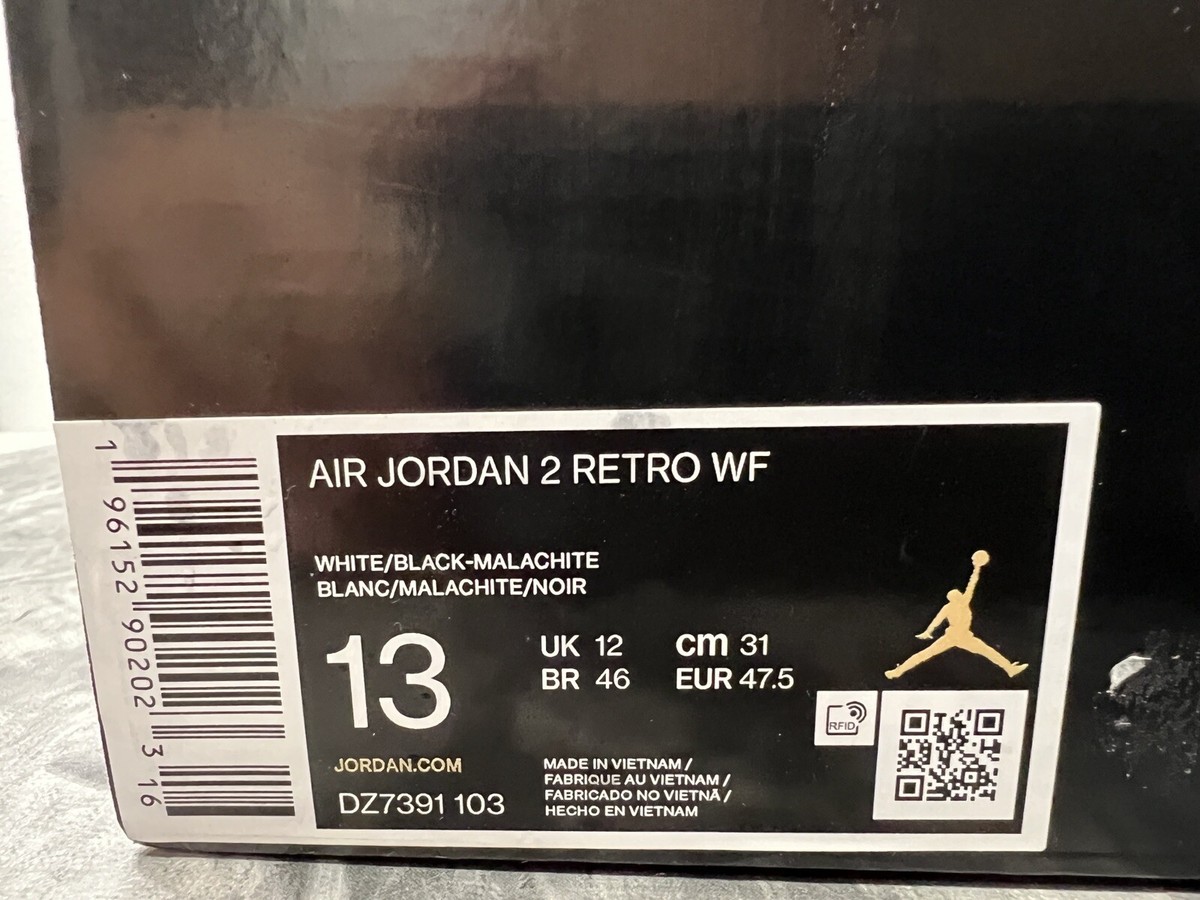 1 96152 90202 3 16
AIR JORDAN 2 RETRO WF
WHITE/BLACK-MALACHITE
BLANC/MALACHITE/NOIR
13
UK 12 cm 31
BR 46 EUR 47.5
RFID
JORDAN.COM
DZ7391 103
MADE IN VIETNAM /
FABRIQUE AU VIETNAM /
FABRICADO NO VIETNÃ /
HECHO EN VIETNAM